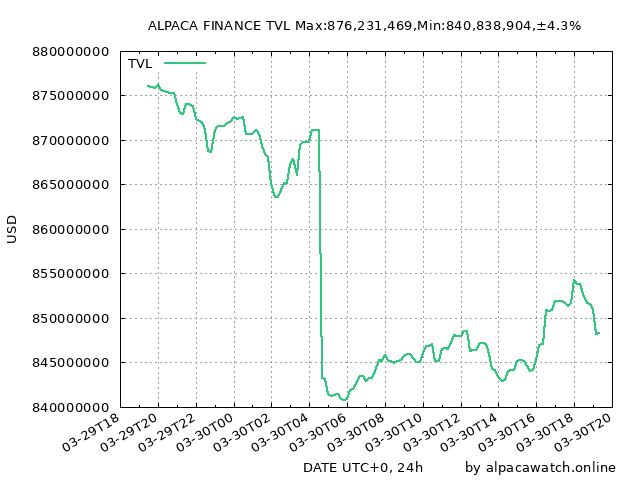 ALPACA FINANCE TVL Max:876,231,469,Min:840,838,904,±4.3%
880000000
TVL
875000000
870000000
865000000
860000000
USD
855000000
850000000
845000000
840000000
03-29T18
03-29T20
03-29T22
03-30T00
03-30T02
03-30T04
03-30T06
03-30T08
03-30T10
03-30T12
03-30T14
03-30T16
03-30T18
03-30T20
DATE UTC+0, 24h
by alpacawatch.online